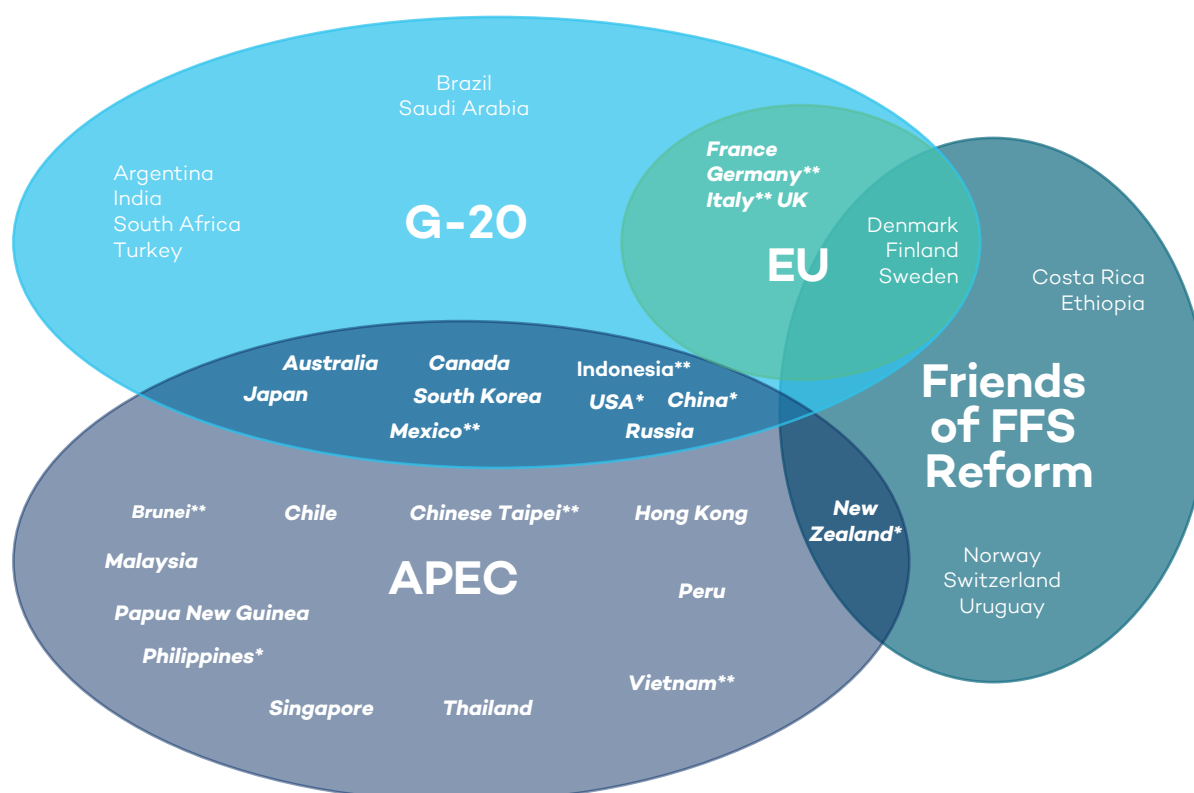 Brazil
Saudi Arabia
Argentina
India
South Africa
Turkey
G-20
France
Germany**
Italy** UK
EU
Denmark
Finland
Sweden
Costa Rica
Ethiopia
Friends
of FFS
Reform
Australia
Canada
Indonesia**
Japan
South Korea
USA*
China*
Mexico**
Russia
Brunei**
Chile
Chinese Taipei**
Hong Kong
New
Zealand*
Malaysia
APEC
Peru
Papua New Guinea
Philippines*
Vietnam**
Singapore
Thailand
Norway
Switzerland
Uruguay